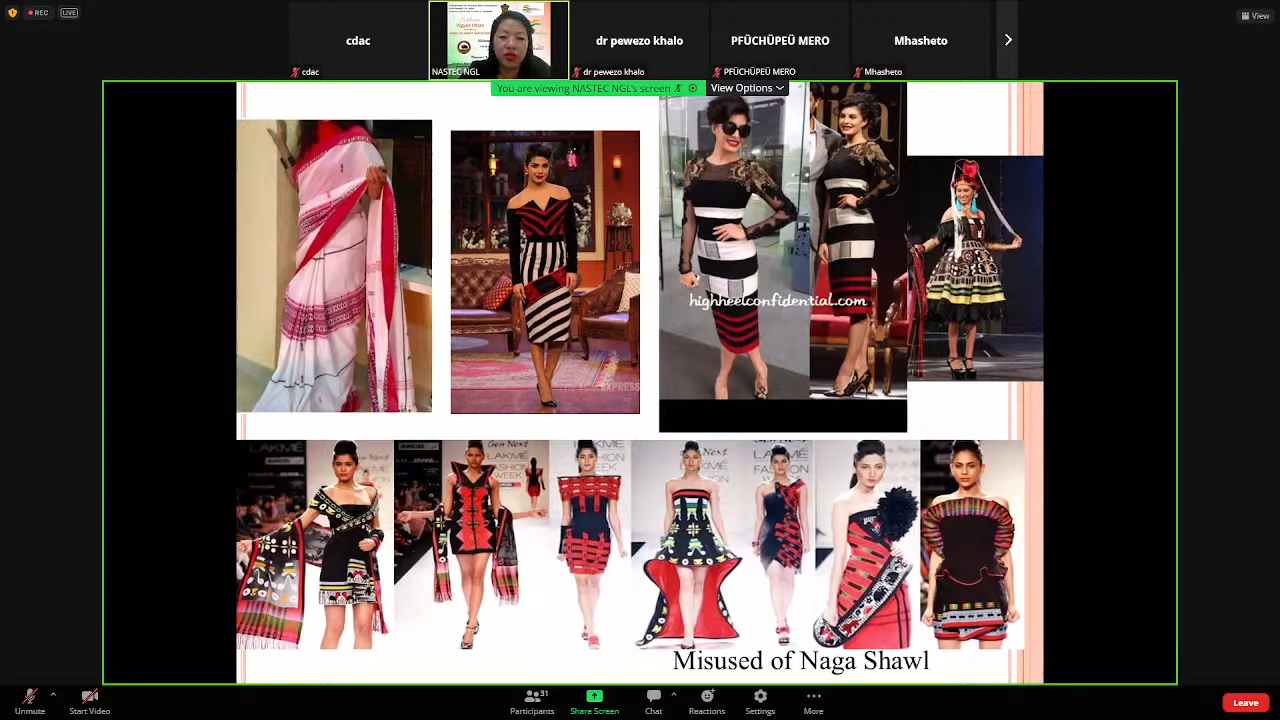 REC
LIVE
View
cdac
dr pewezo khalo
PFÜCHÜPEÜ MERO
Mhasheto
cdac
NASTEC NGL
dr pewezo khalo
PFÜCHÜPEÜ MERO
Mhasheto
You are viewing NASTEC NGL's screen
View Options
highheelconfidential.com
Misused of Naga Shawl
Unmute
Start Video
31
Participants
Share Screen
Chat
Reactions
Settings
More
Leave